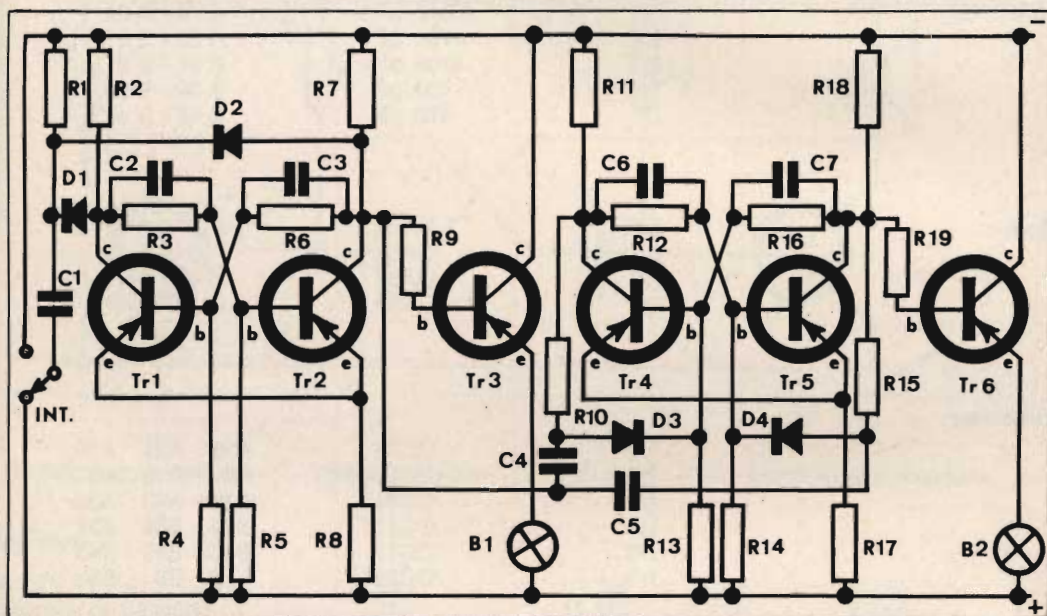 −
R1 R2 R7 R11 R18
D2
D1 C2 C3 C6 C7
R3 R6 R9 R12 R16 R19
c c c c c c
C1
b b b b b b
e e e e e e
Tr1 Tr2 Tr3 Tr4 Tr5 Tr6
INT.
R10 D3 D4 R15
C4
C5
R4 R5 R8 B1 R13 R14 R17 B2
+